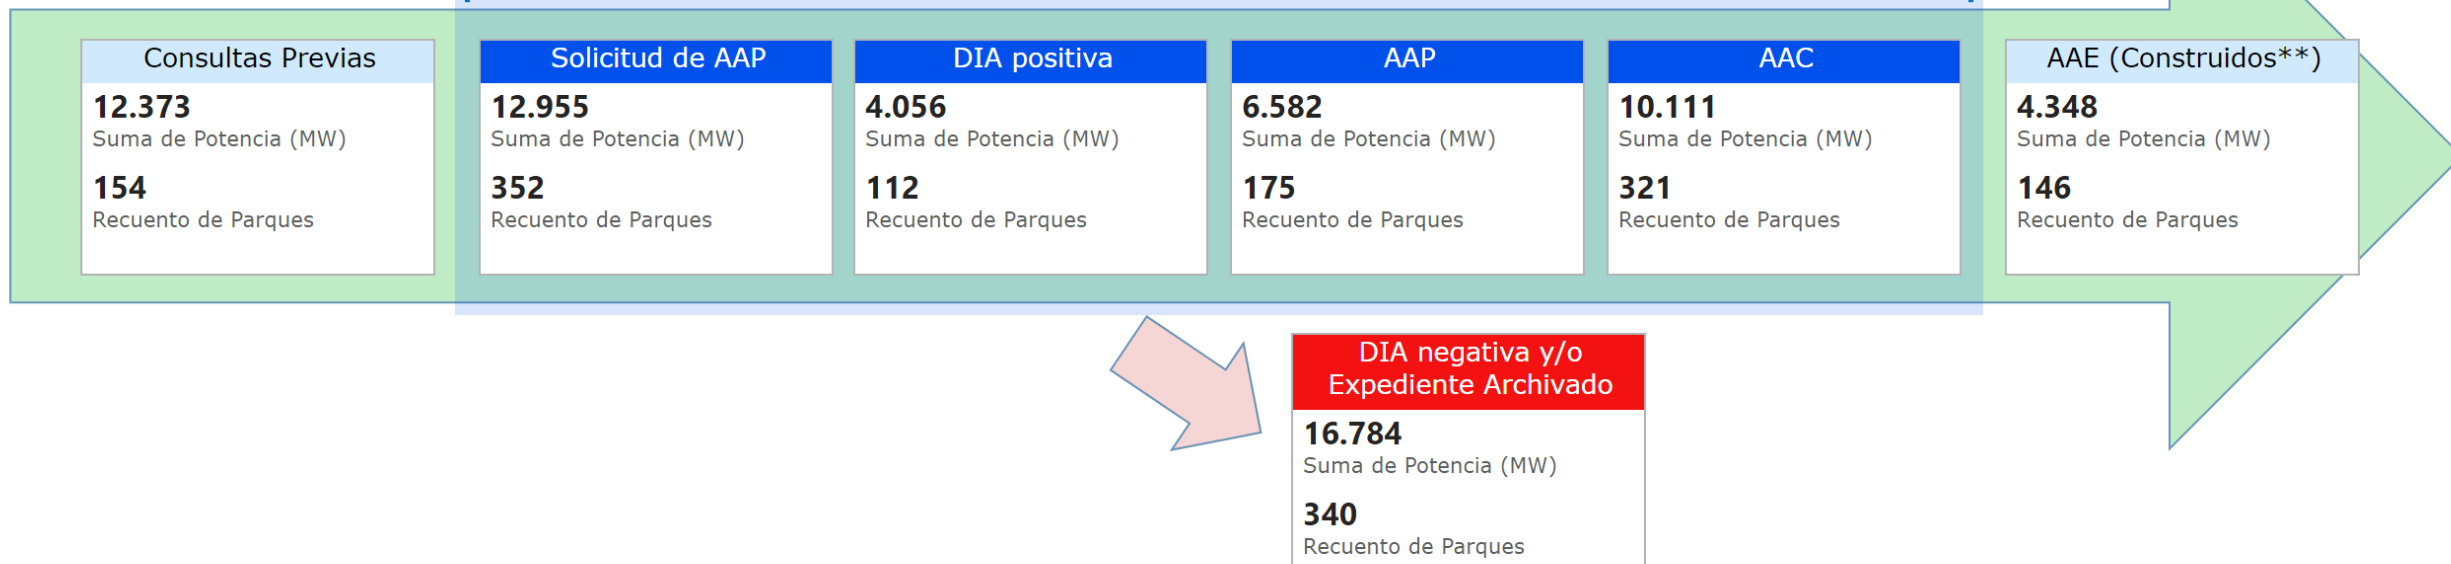 Consultas Previas
12.373
Suma de Potencia (MW)
154
Recuento de Parques
Solicitud de AAP
12.955
Suma de Potencia (MW)
352
Recuento de Parques
DIA positiva
4.056
Suma de Potencia (MW)
112
Recuento de Parques
AAP
6.582
Suma de Potencia (MW)
175
Recuento de Parques
AAC
10.111
Suma de Potencia (MW)
321
Recuento de Parques
AAE (Construidos**)
4.348
Suma de Potencia (MW)
146
Recuento de Parques
DIA negativa y/o
Expediente Archivado
16.784
Suma de Potencia (MW)
340
Recuento de Parques